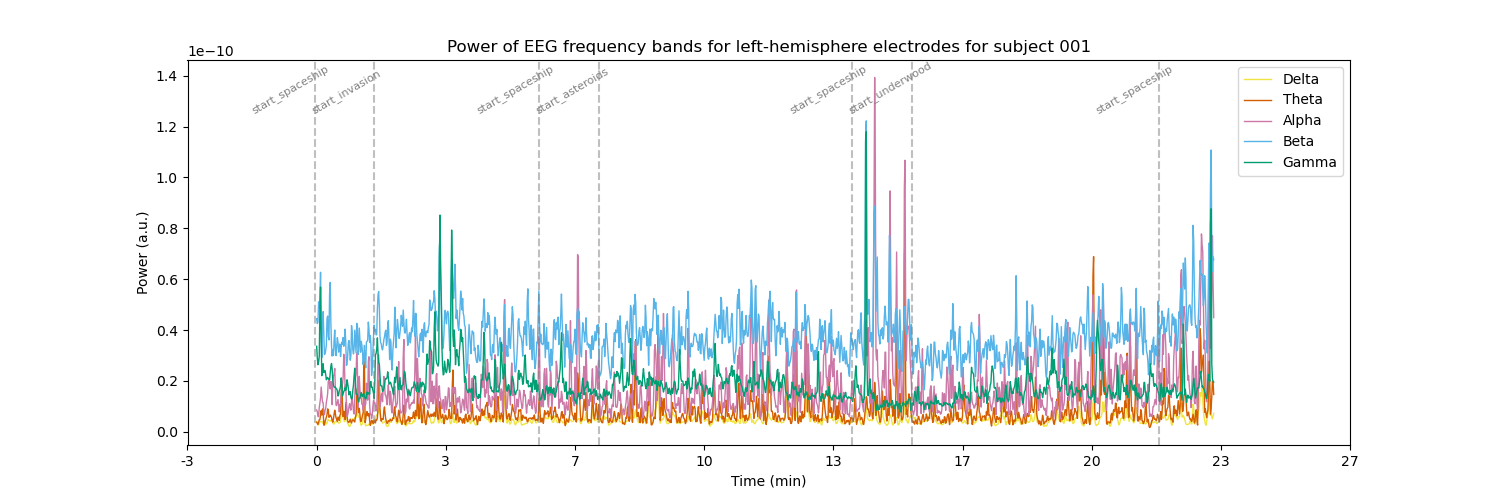 Power of EEG frequency bands for left-hemisphere electrodes for subject 001
1e−10
start_spaceship
start_invasion
start_spaceship
start_asteroids
start_spaceship
start_underwood
start_spaceship
Delta
Theta
Alpha
Beta
Gamma
1.4
1.2
1.0
0.8
0.6
0.4
0.2
0.0
Power (a.u.)
-3 0 3 7 10 13 17 20 23 27
Time (min)